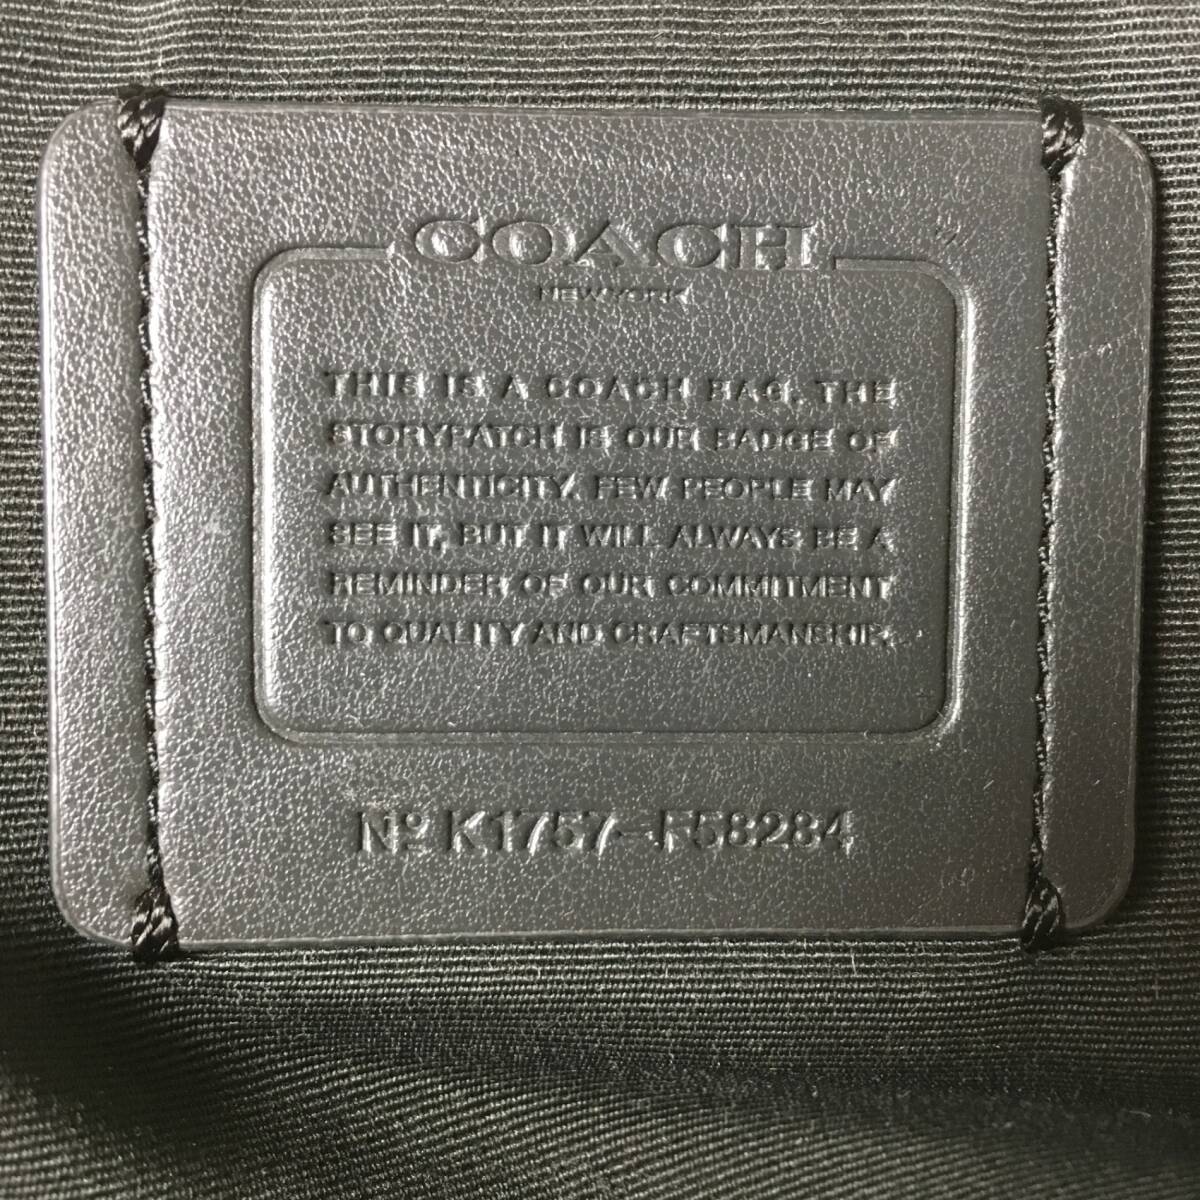 COACH
NEW YORK
THIS IS A COACH BAG. THE
STORYPATCH IS OUR BADGE OF
AUTHENTICITY. FEW PEOPLE MAY
SEE IT, BUT IT WILL ALWAYS BE A
REMINDER OF OUR COMMITMENT
TO QUALITY AND CRAFTSMANSHIP.
Nº K1757-F58284